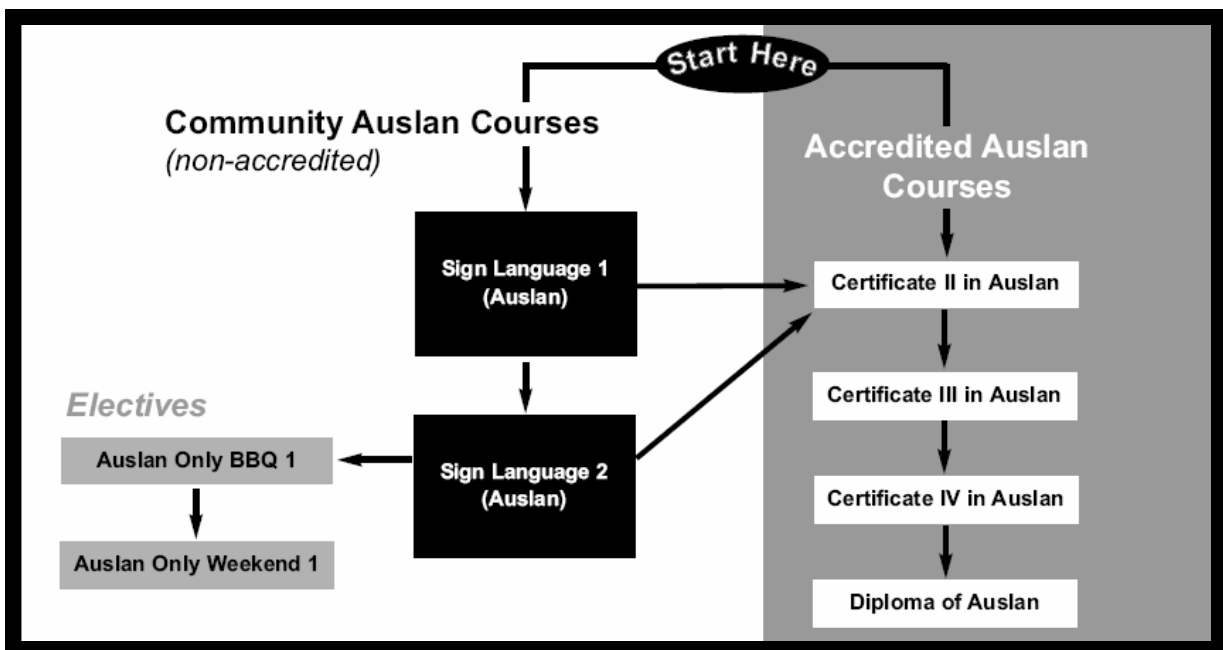 Start Here
Community Auslan Courses
(non-accredited)
Sign Language 1
(Auslan)
Sign Language 2
(Auslan)
Electives
Auslan Only BBQ 1
Auslan Only Weekend 1
Accredited Auslan
Courses
Certificate II in Auslan
Certificate III in Auslan
Certificate IV in Auslan
Diploma of Auslan